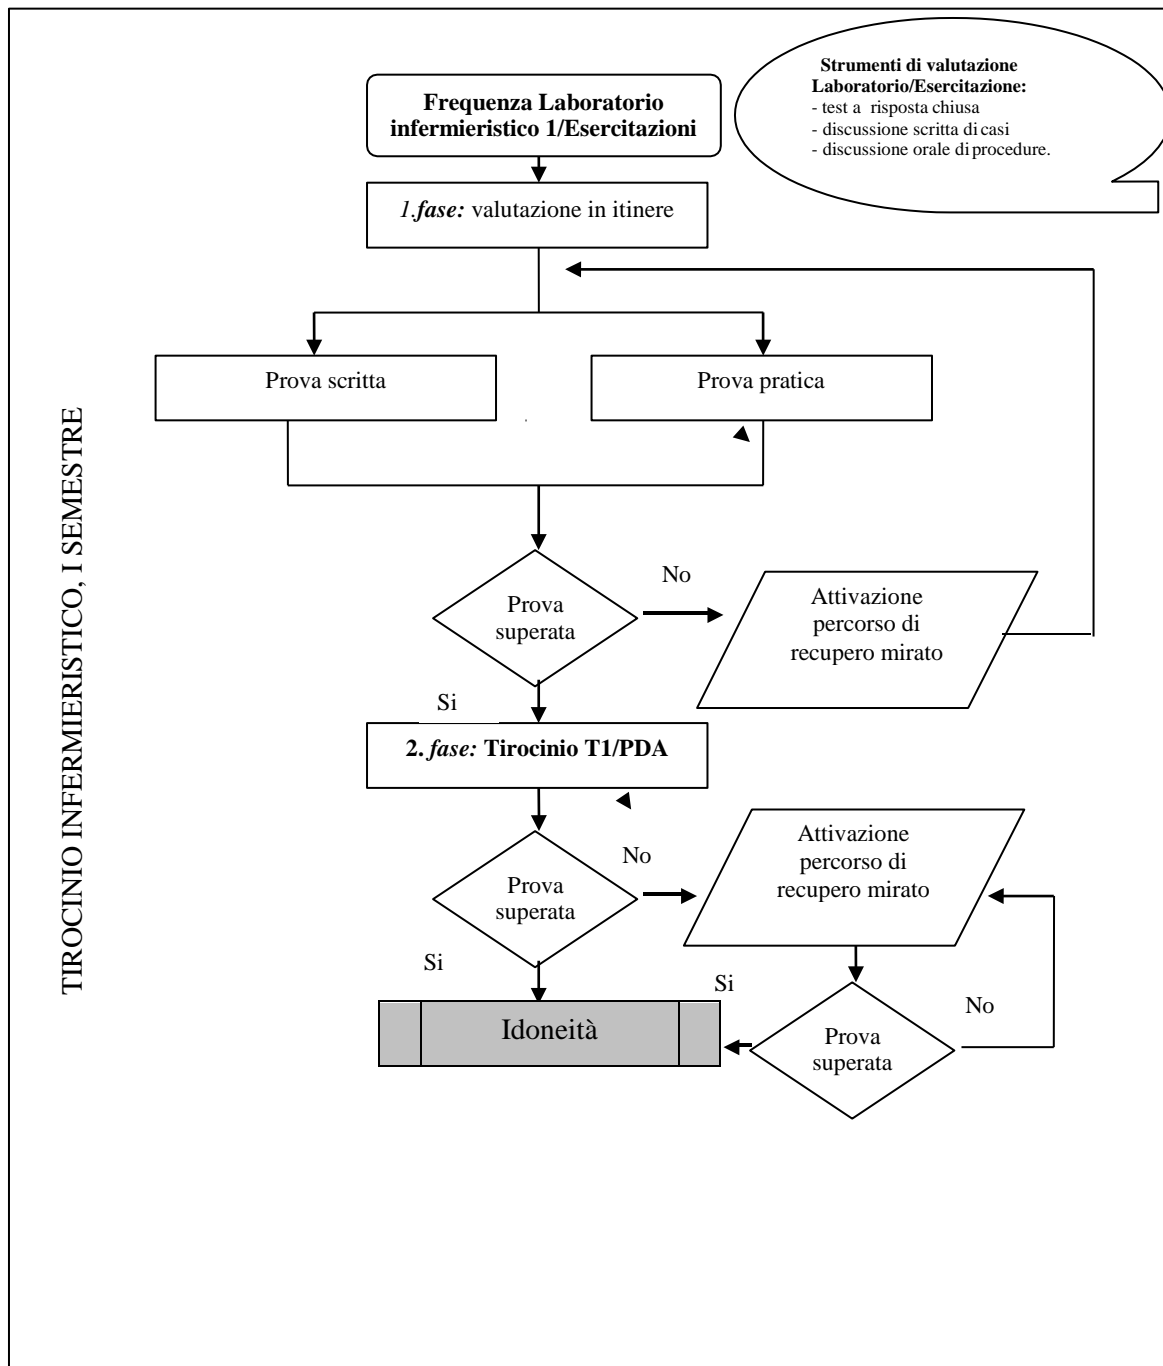 Strumenti di valutazione
Laboratorio/Esercitazione:
- test a risposta chiusa
- discussione scritta di casi
- discussione orale di procedure.
Frequenza Laboratorio
infermieristico 1/Esercitazioni
1.fase: valutazione in itinere
Prova scritta
Prova pratica
TIROCINIO INFERMIERISTICO, I SEMESTRE
Prova
superata
No
Attivazione
percorso di
recupero mirato
Si
2. fase: Tirocinio T1/PDA
Prova
superata
No
Attivazione
percorso di
recupero mirato
Si
Idoneità
Si
Prova
superata
No